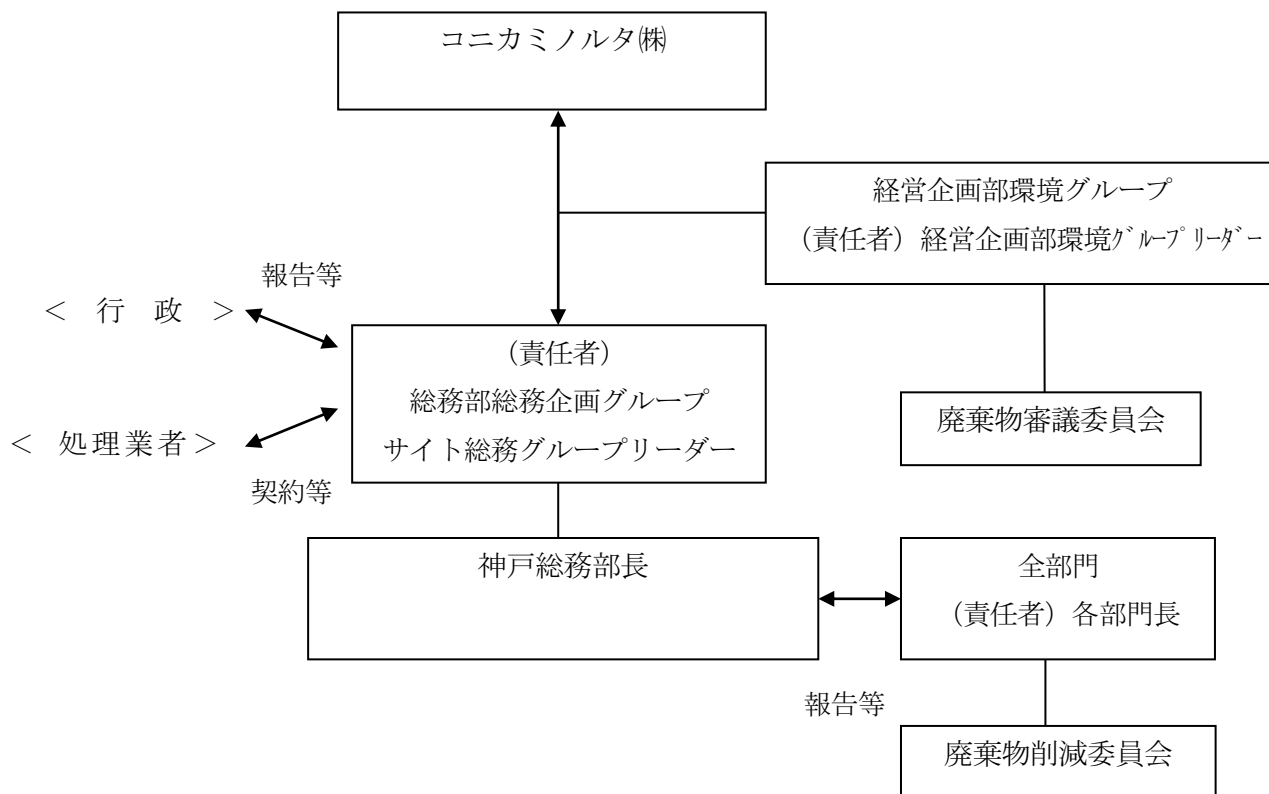 コニカミノルタ㈱
経営企画部環境グループ
（責任者）経営企画部環境ｸﾞﾙｰﾌﾟﾘｰﾀﾞｰ
報告等
＜　行　政　＞
（責任者）
総務部総務企画グループ
サイト総務グループリーダー
＜　処理業者＞
契約等
廃棄物審議委員会
神戸総務部長
全部門
（責任者）各部門長
報告等
廃棄物削減委員会